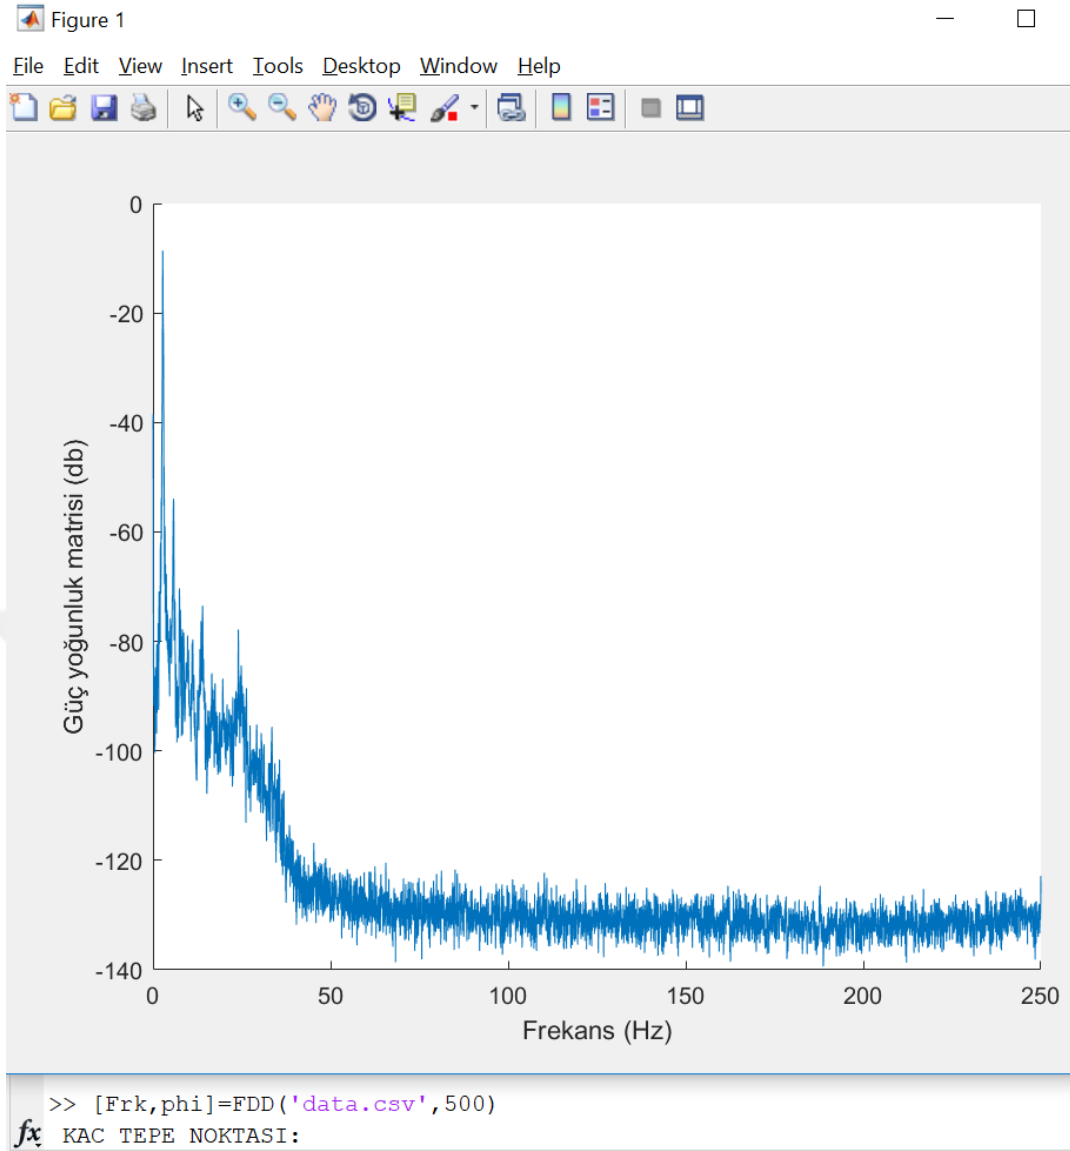 Figure 1
File Edit View Insert Tools Desktop Window Help
0
-20
-40
-60
-80
-100
-120
-140
Güç yoğunluk matrisi (db)
0 50 100 150 200 250
Frekans (Hz)
>> [Frk,phi]=FDD('data.csv',500)
fx KAC TEPE NOKTASI: